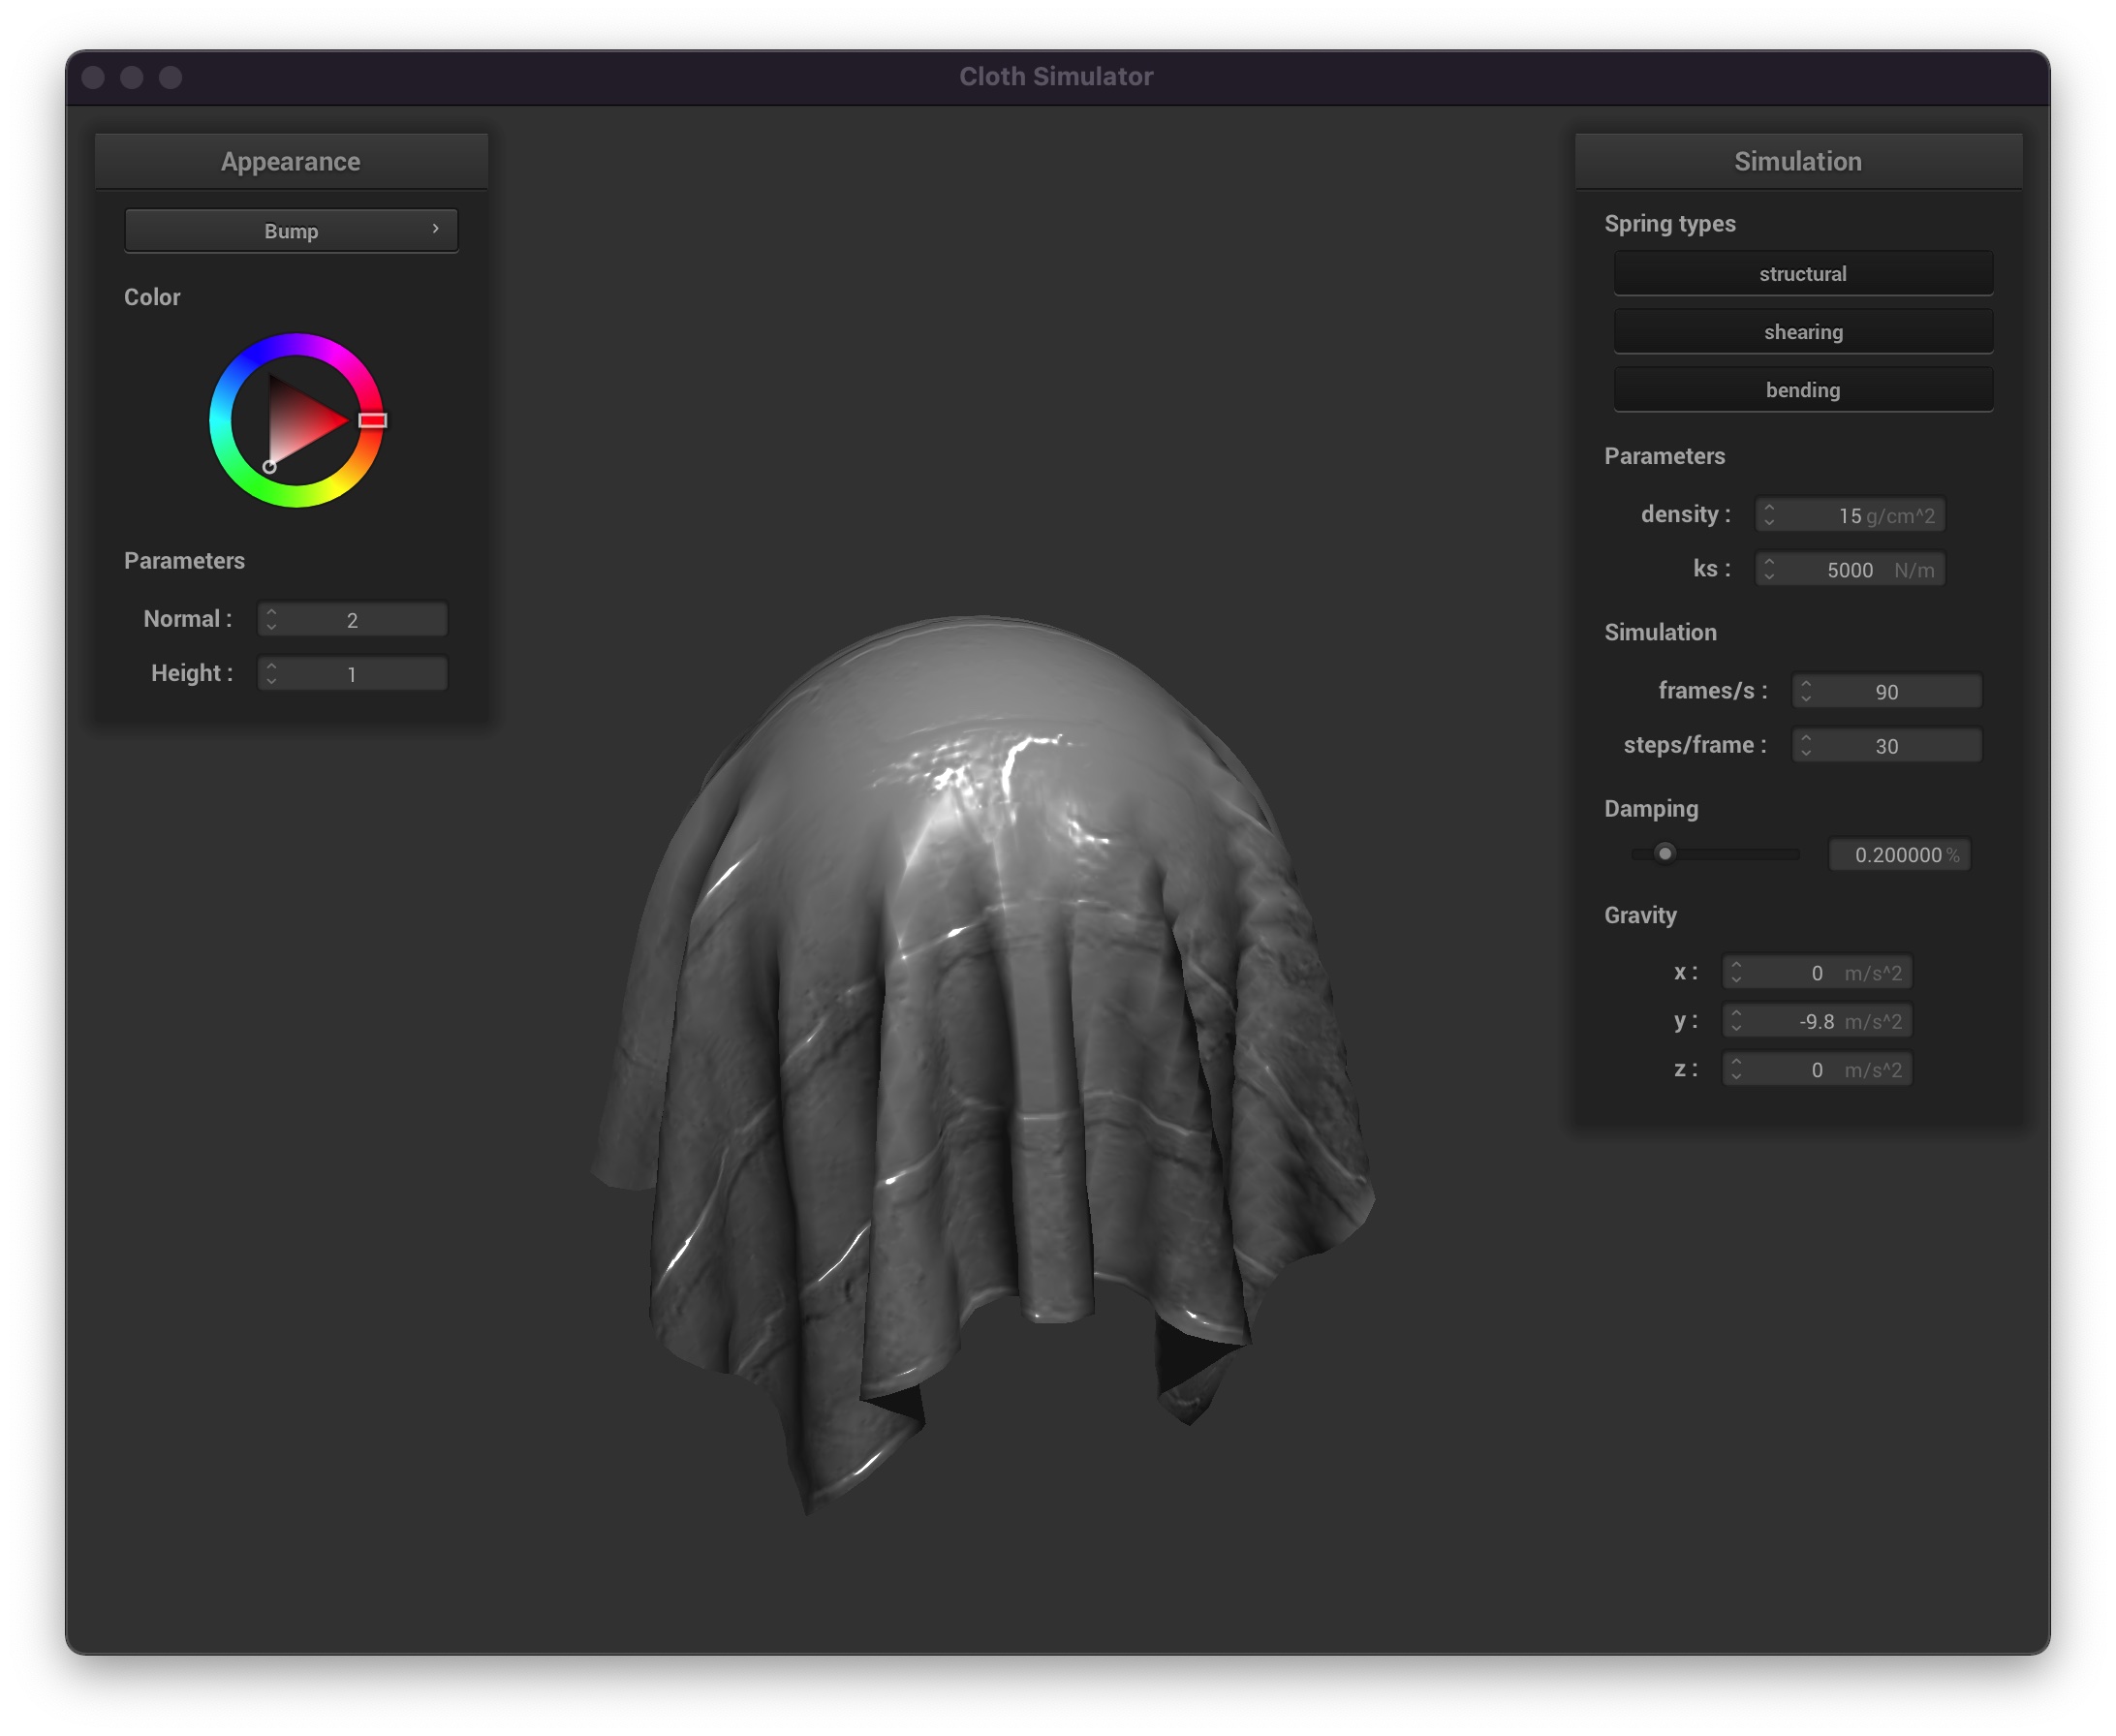 Cloth Simulator
Appearance
Bump
Color
Parameters
Normal : 2
Height : 1
Simulation
Spring types
structural
shearing
bending
Parameters
density : 15 g/cm^2
ks : 5000 N/m
Simulation
frames/s : 90
steps/frame : 30
Damping
0.200000 %
Gravity
x : 0 m/s^2
y : -9.8 m/s^2
z : 0 m/s^2